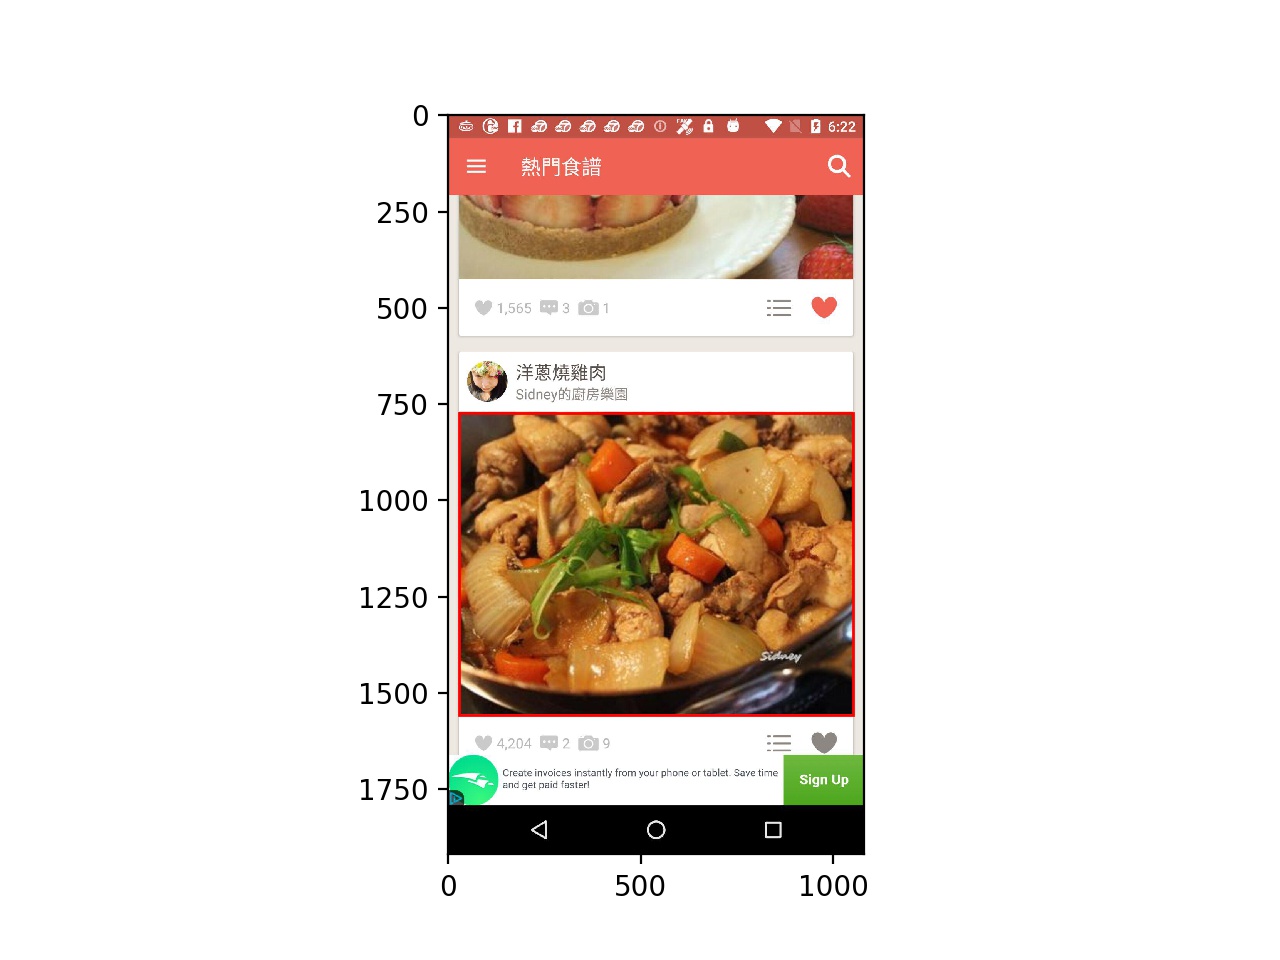 0
250
500
750
1000
1250
1500
1750
6:22
熱門食譜
1,565 3 1
洋蔥燒雞肉
Sidney的廚房樂園
Sidney
4,204 2 9
Create invoices instantly from your phone or tablet. Save time
and get paid faster!
Sign Up
0 500 1000